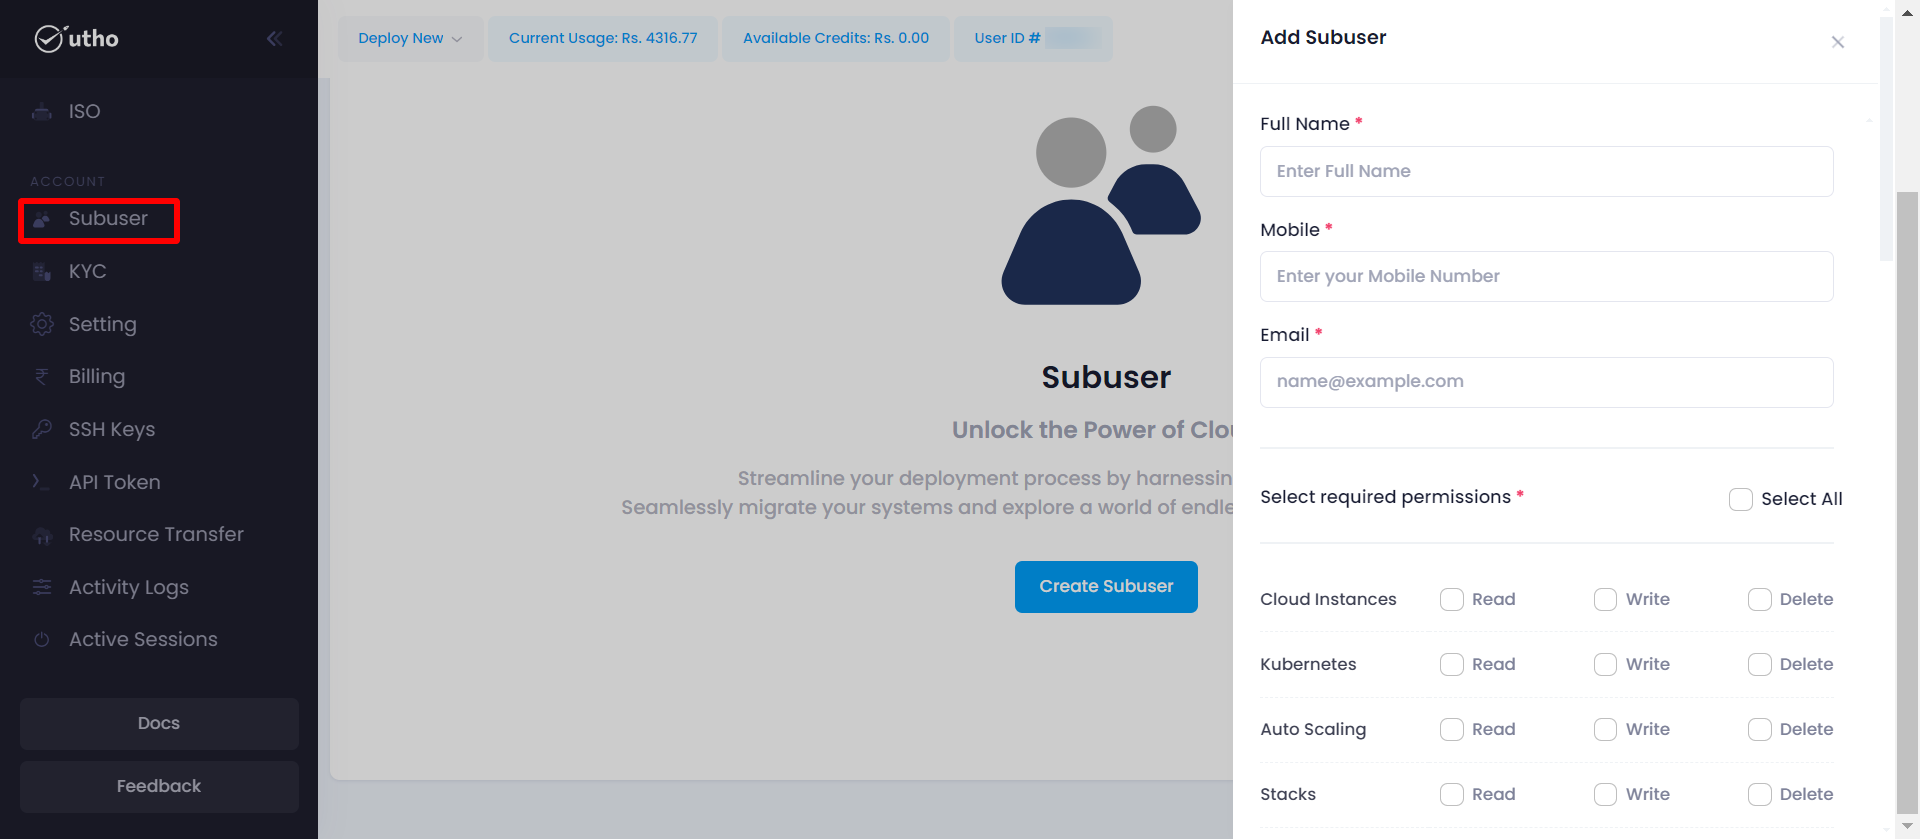 utho
ISO
ACCOUNT
Subuser
KYC
Setting
Billing
SSH Keys
API Token
Resource Transfer
Activity Logs
Active Sessions
Docs
Feedback
Deploy New
Current Usage: Rs. 4316.77
Available Credits: Rs. 0.00
User ID #
Subuser
Unlock the Power of
Streamline your deployment process by
Seamlessly migrate your systems and explore a world of
Create Subuser
Add Subuser
Full Name *
Enter Full Name
Mobile *
Enter your Mobile Number
Email *
name@example.com
Select required permissions *
Select All
Cloud Instances Read Write Delete
Kubernetes Read Write Delete
Auto Scaling Read Write Delete
Stacks Read Write Delete